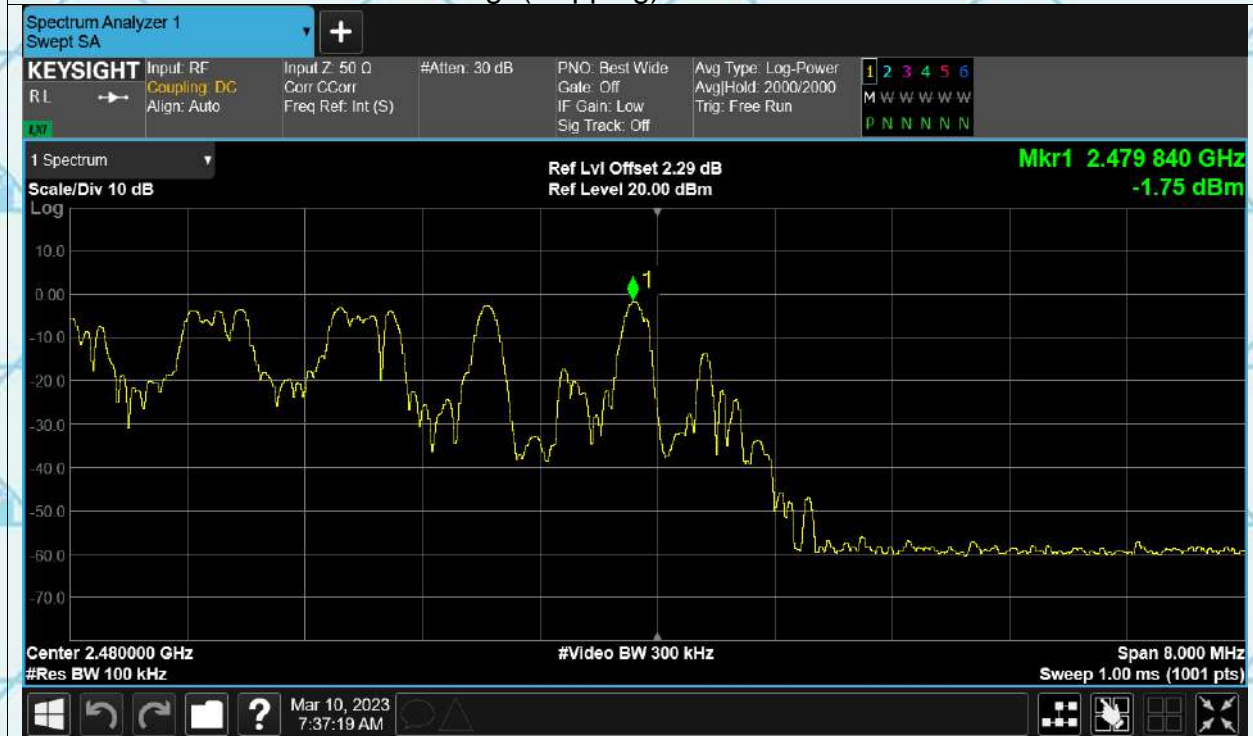 Spectrum Analyzer 1
Swept SA
+
KEYSIGHT
RL
LXI
Input: RF
Coupling: DC
Align: Auto
Input Z: 50 Ω
Corr CCorr
Freq Ref: Int (S)
#Atten: 30 dB
PNO: Best Wide
Gate: Off
IF Gain: Low
Sig Track: Off
Avg Type: Log-Power
Avg|Hold: 2000/2000
Trig: Free Run
1 2 3 4 5 6
M W W W W W
P N N N N N
1 Spectrum
Scale/Div 10 dB
Log
Ref Lvl Offset 2.29 dB
Ref Level 20.00 dBm
Mkr1 2.479 840 GHz
-1.75 dBm
1
10.0
0.00
-10.0
-20.0
-30.0
-40.0
-50.0
-60.0
-70.0
Center 2.480000 GHz
#Res BW 100 kHz
#Video BW 300 kHz
Span 8.000 MHz
Sweep 1.00 ms (1001 pts)
?
Mar 10, 2023
7:37:19 AM